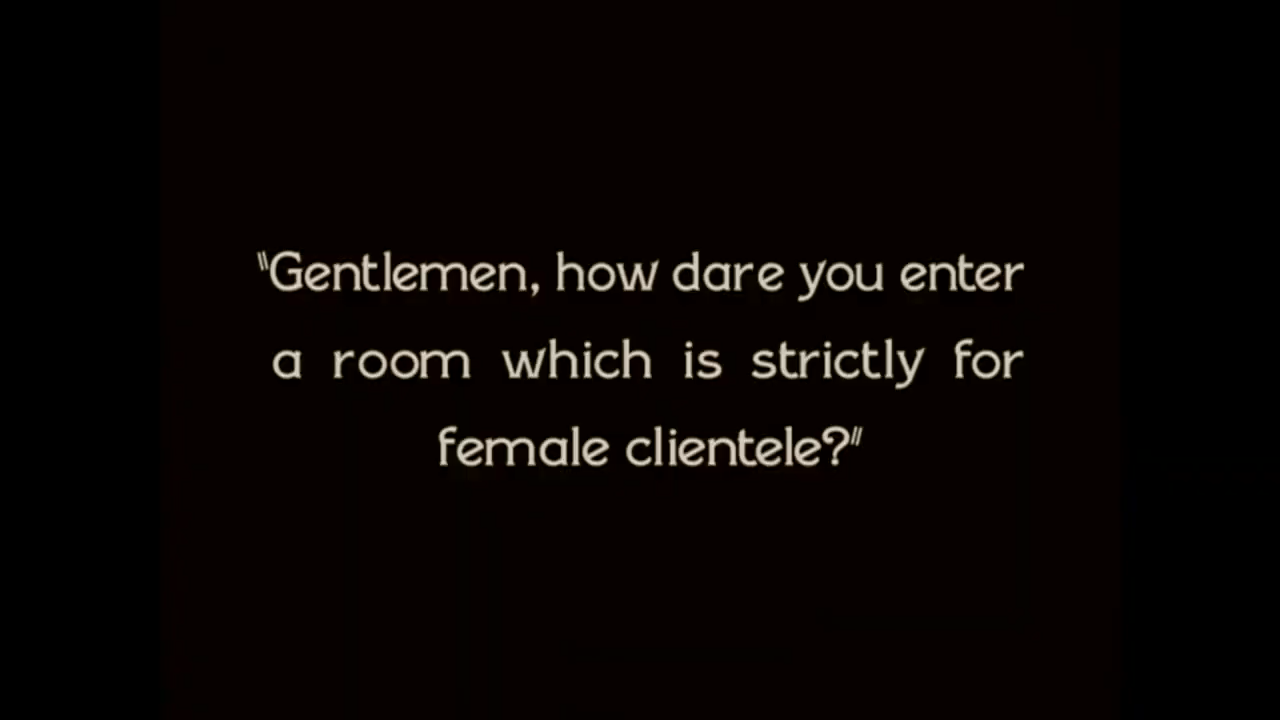 "Gentlemen, how dare you enter
a room which is strictly for
female clientele?"